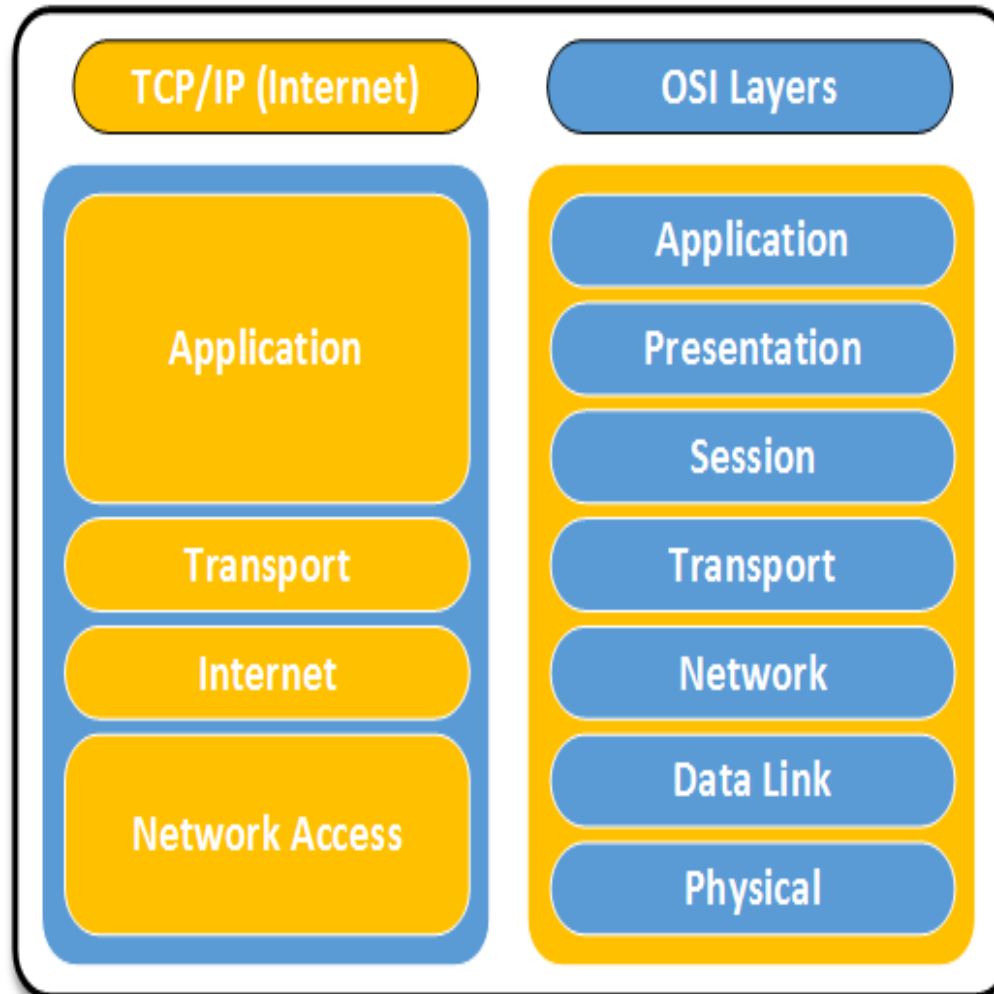 TCP/IP (Internet)
Application
Transport
Internet
Network Access
OSI Layers
Application
Presentation
Session
Transport
Network
Data Link
Physical